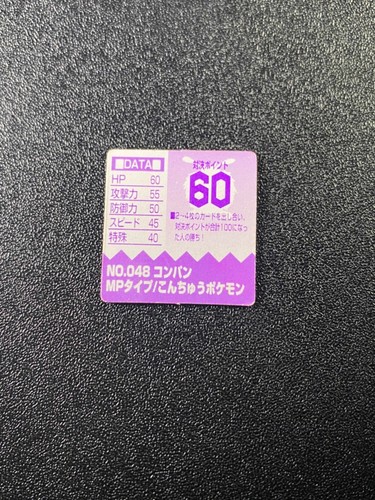 ■DATA■
HP 60
攻撃力 55
防御力 50
スピード 45
特殊 40
対決ポイント
60
■2~4枚のカードを出し合い、
対決ポイントが合計100になっ
た人の勝ち!
NO.048 コンパン
MPタイプ/こんちゅうポケモン